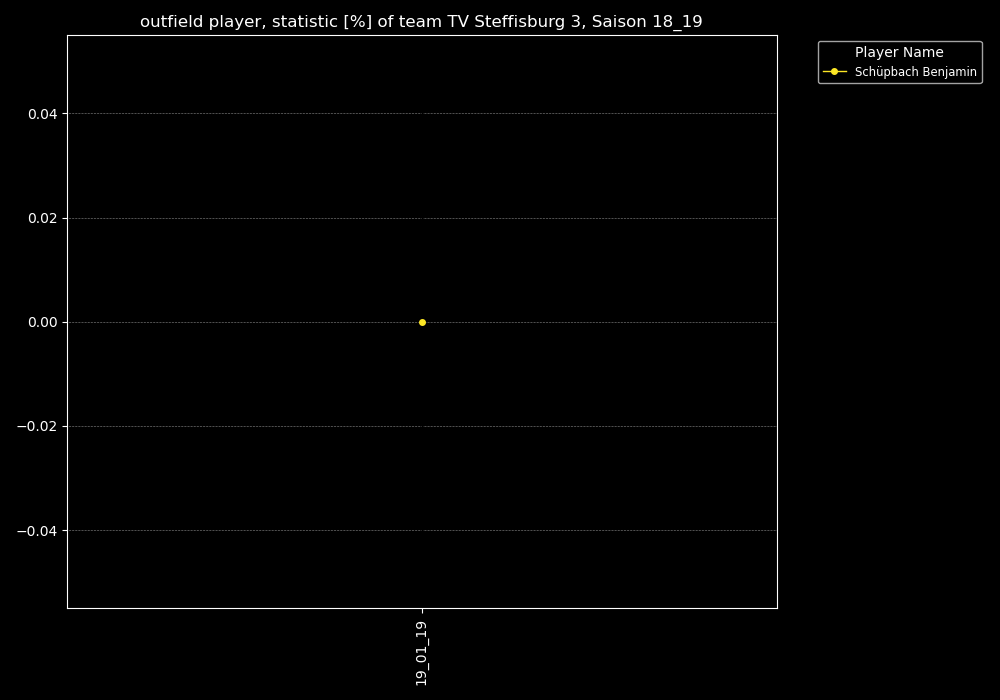 outfield player, statistic [%] of team TV Steffisburg 3, Saison 18_19
Player Name
Schüpbach Benjamin
0.04
0.02
0.00
−0.02
−0.04
19_01_19